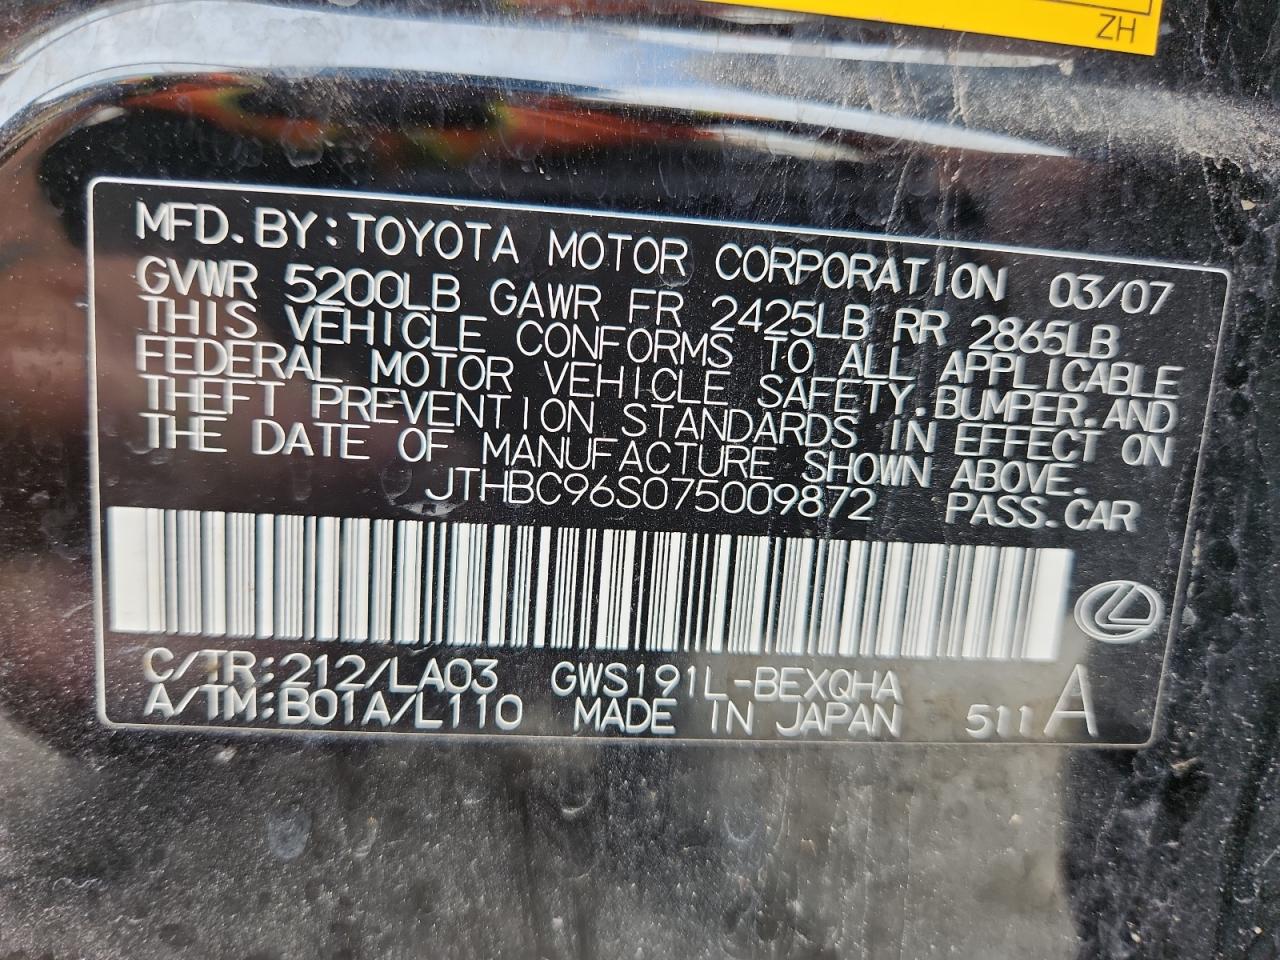 ZH
MFD. BY: TOYOTA MOTOR CORPORATION 03/07
GVWR 5200LB GAWR FR 2425LB RR 2865LB
THIS VEHICLE CONFORMS TO ALL APPLICABLE
FEDERAL MOTOR VEHICLE SAFETY. BUMPER. AND
THEFT PREVENTION STANDARDS IN EFFECT ON
THE DATE OF MANUFACTURE SHOWN ABOVE.
JTHBC96S075009872 PASS. CAR
C/TR: 212/LA03 GWS191L-BEXQHA
A/TM: B01A/L110 MADE IN JAPAN 511 A